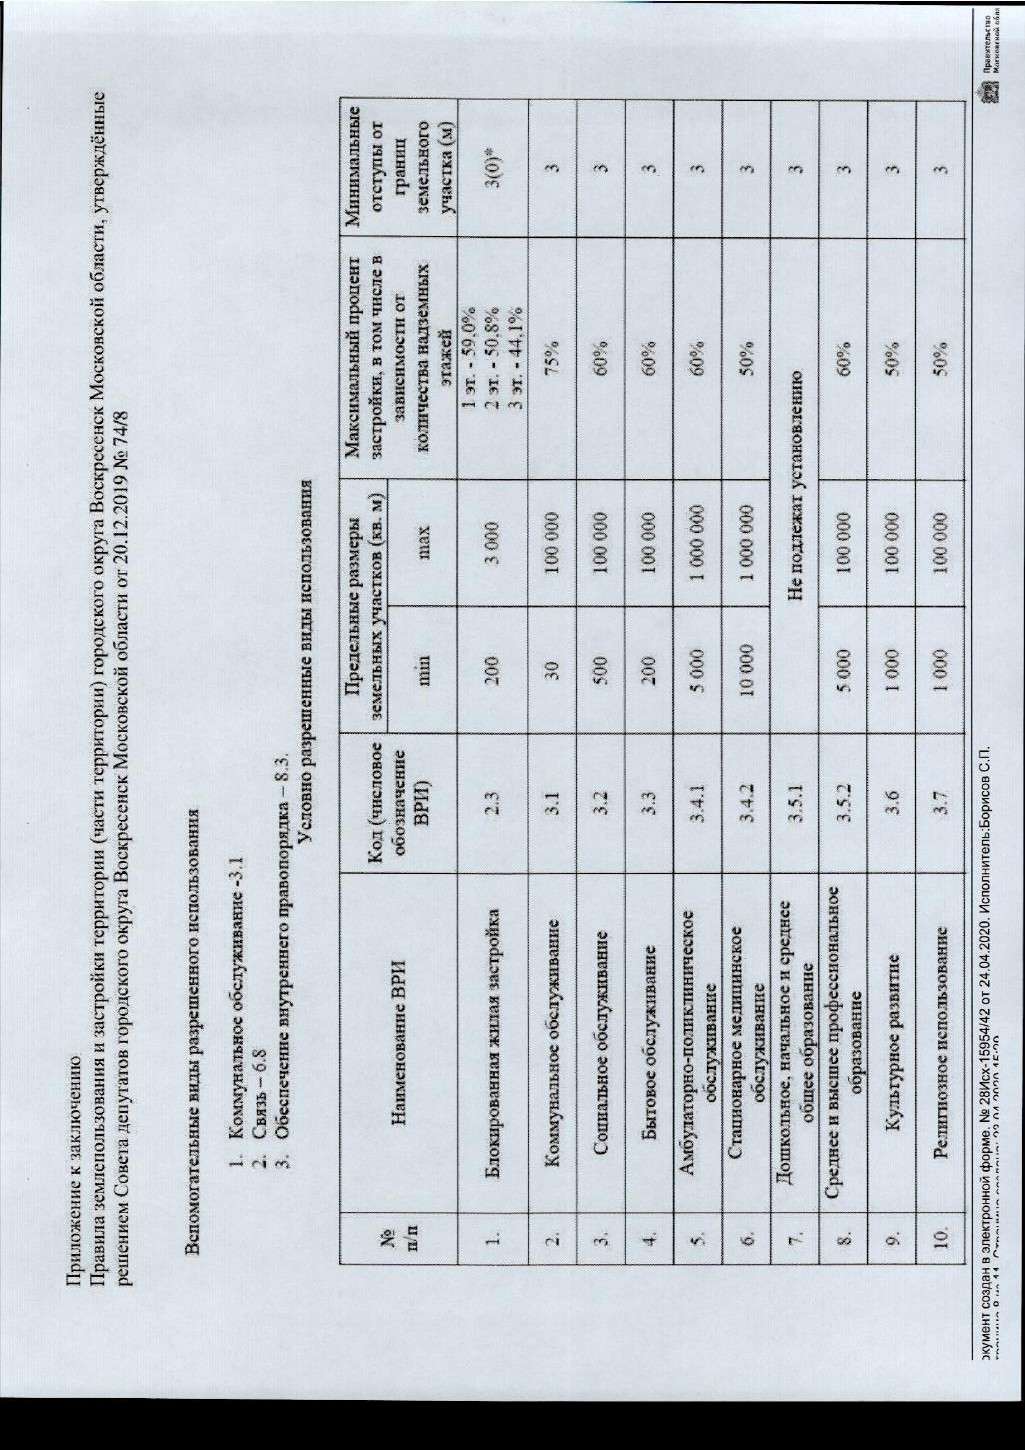 Приложение к заключению
Правила землепользования и застройки территории (части территории) городского округа Воскресенск Московской области, утверждённые
решением Совета депутатов городского округа Воскресенск Московской области от 20.12.2019 № 74/8
Вспомогательные виды разрешенного использования
1. Коммунальное обслуживание -3.1
2. Связь – 6.8
3. Обеспечение внутреннего правопорядка – 8.3.
Условно разрешенные виды использования
№ п/п Наименование ВРИ Код (числовое обозначение ВРИ) Предельные размеры земельных участков (кв. м) min max Максимальный процент застройки, в том числе в зависимости от количества надземных этажей Минимальные отступы от границ земельного участка (м)
1. Блокированная жилая застройка 2.3 200 3 000 1 эт. - 59,0% 2 эт. - 50,8% 3 эт. - 44,1% 3(0)*
2. Коммунальное обслуживание 3.1 30 100 000 75% 3
3. Социальное обслуживание 3.2 500 100 000 60% 3
4. Бытовое обслуживание 3.3 200 100 000 60% 3
5. Амбулаторно-поликлиническое обслуживание 3.4.1 5 000 1 000 000 60% 3
6. Стационарное медицинское обслуживание 3.4.2 10 000 1 000 000 50% 3
7. Дошкольное, начальное и среднее общее образование 3.5.1 Не подлежат установлению 3
8. Среднее и высшее профессиональное образование 3.5.2 5 000 100 000 60% 3
9. Культурное развитие 3.6 1 000 100 000 50% 3
10. Религиозное использование 3.7 1 000 100 000 50% 3
окумент создан в электронной форме. № 28Исх-15954/42 от 24.04.2020. Исполнитель:Борисов С.П.
Правительство
Московской обла